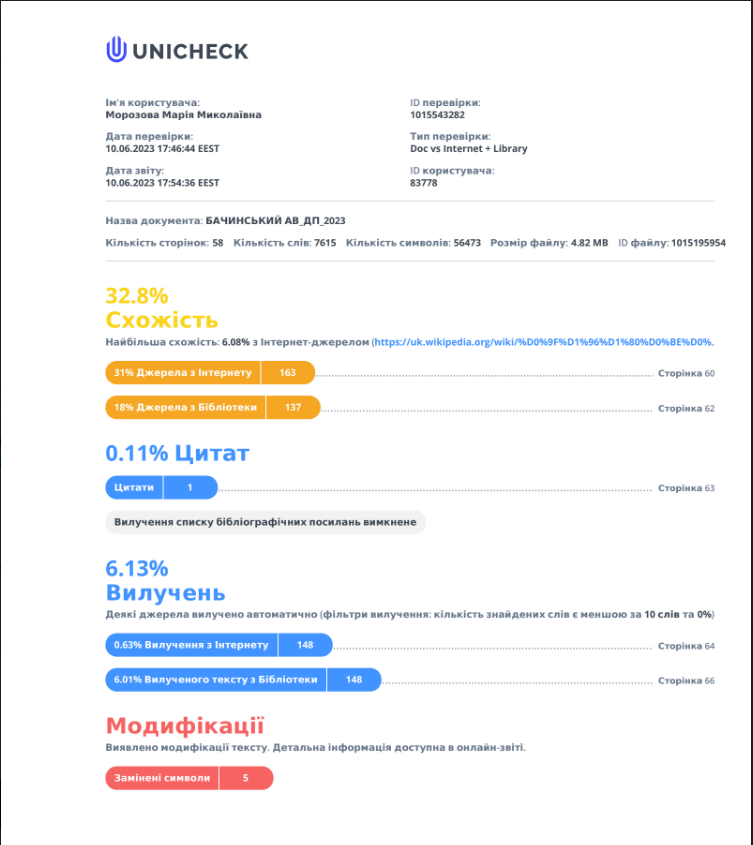 UNICHECK
Ім'я користувача:
Морозова Марія Миколаївна
ID перевірки:
1015543282
Дата перевірки:
10.06.2023 17:46:44 EEST
Тип перевірки:
Doc vs Internet + Library
Дата звіту:
10.06.2023 17:54:36 EEST
ID користувача:
83778
Назва документа: БАЧИНСЬКИЙ АВ_ДП_2023
Кількість сторінок: 58 Кількість слів: 7615 Кількість символів: 56473 Розмір файлу: 4.82 MB ID файлу: 1015195954
32.8%
Схожість
Найбільша схожість: 6.08% з Інтернет-джерелом (https://uk.wikipedia.org/wiki/%D0%9F%D1%96%D1%80%D0%BE%D0%.
31% Джерела з Інтернету 163 Сторінка 60
18% Джерела з Бібліотеки 137 Сторінка 62
0.11% Цитат
Цитати 1 Сторінка 63
Вилучення списку бібліографічних посилань вимкнене
6.13%
Вилучень
Деякі джерела вилучено автоматично (фільтри вилучення: кількість знайдених слів є меншою за 10 слів та 0%)
0.63% Вилучення з Інтернету 148 Сторінка 64
6.01% Вилученого тексту з Бібліотеки 148 Сторінка 66
Модифікації
Виявлено модифікації тексту. Детальна інформація доступна в онлайн-звіті.
Замінені символи 5